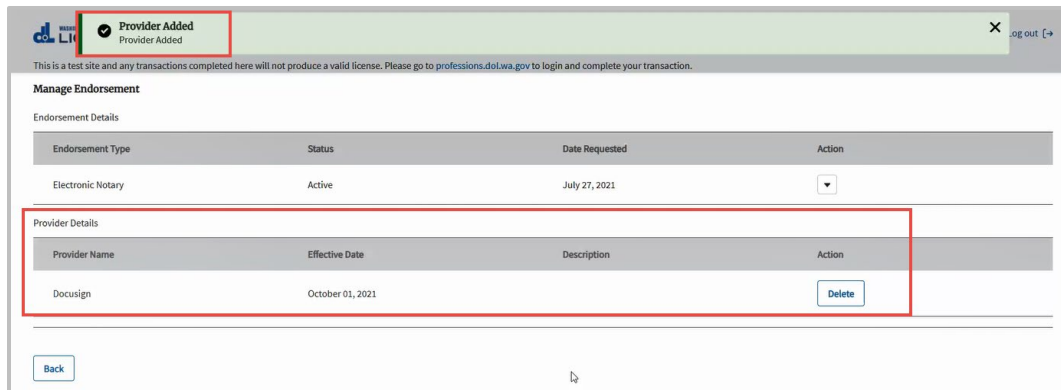 Provider Added
Provider Added
og out
This is a test site and any transactions completed here will not produce a valid license. Please go to professions.dol.wa.gov to login and complete your transaction.
Manage Endorsement
Endorsement Details
Endorsement Type Status Date Requested Action
Electronic Notary Active July 27, 2021
Provider Details
Provider Name Effective Date Description Action
Docusign October 01, 2021 Delete
Back